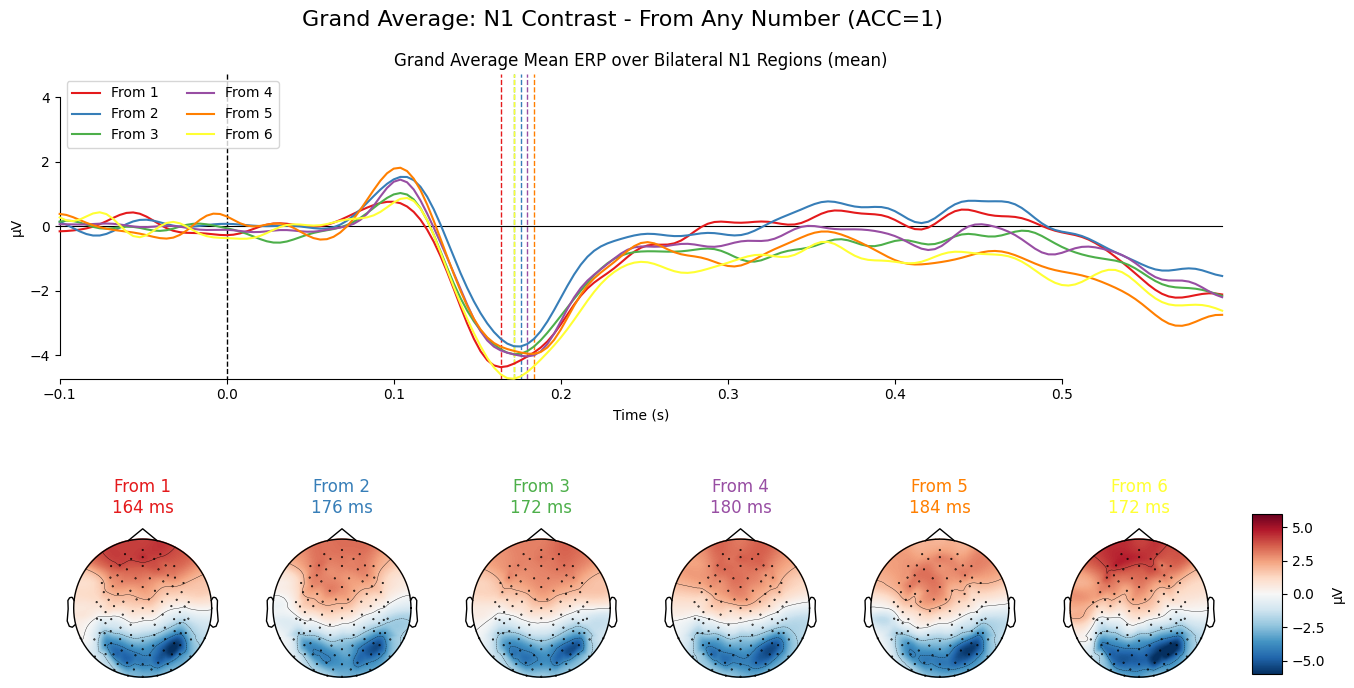 Grand Average: N1 Contrast - From Any Number (ACC=1)
Grand Average Mean ERP over Bilateral N1 Regions (mean)
From 1 From 4
From 2 From 5
From 3 From 6
4
2
0
−2
−4
µV
−0.1 0.0 0.1 0.2 0.3 0.4 0.5
Time (s)
From 1 From 2 From 3 From 4 From 5 From 6
164 ms 176 ms 172 ms 180 ms 184 ms 172 ms
5.0
2.5
0.0
−2.5
−5.0
µV